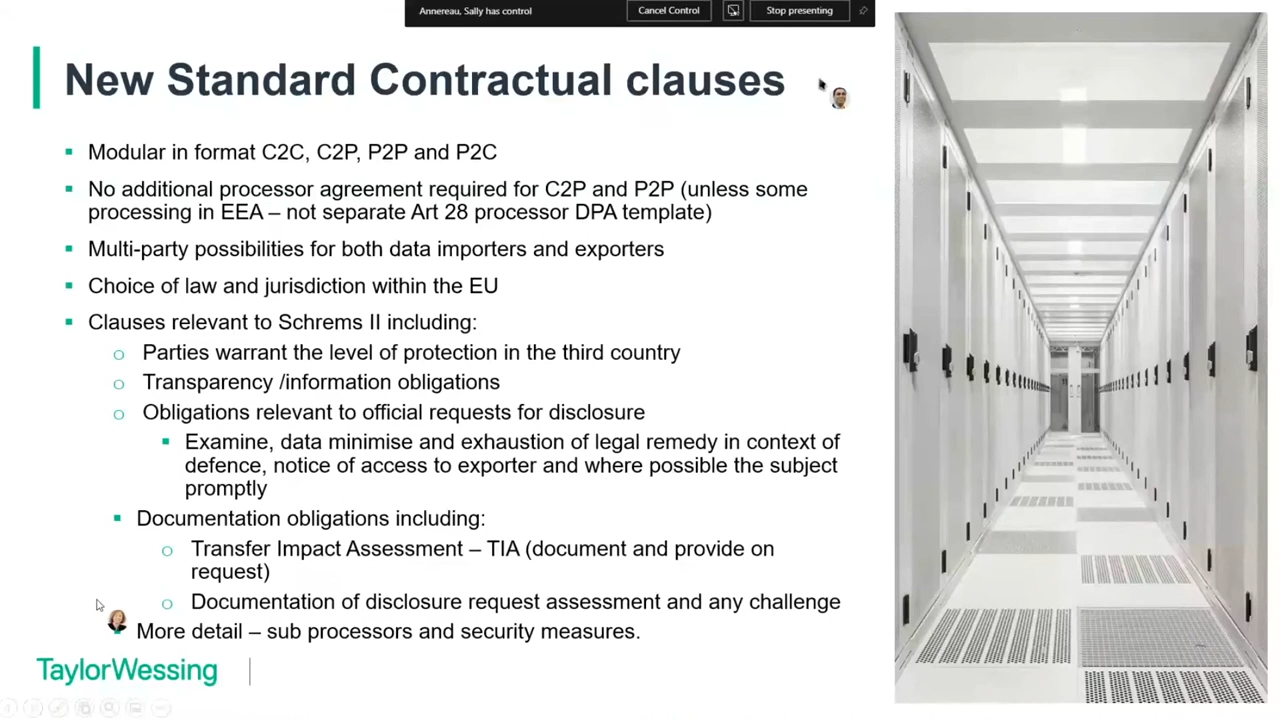 Annereau, Sally has control
Cancel Control
Stop presenting
New Standard Contractual clauses
Modular in format C2C, C2P, P2P and P2C
No additional processor agreement required for C2P and P2P (unless some
processing in EEA – not separate Art 28 processor DPA template)
Multi-party possibilities for both data importers and exporters
Choice of law and jurisdiction within the EU
Clauses relevant to Schrems II including:
Parties warrant the level of protection in the third country
Transparency /information obligations
Obligations relevant to official requests for disclosure
Examine, data minimise and exhaustion of legal remedy in context of
defence, notice of access to exporter and where possible the subject
promptly
Documentation obligations including:
Transfer Impact Assessment – TIA (document and provide on
request)
Documentation of disclosure request assessment and any challenge
More detail – sub processors and security measures.
TaylorWessing